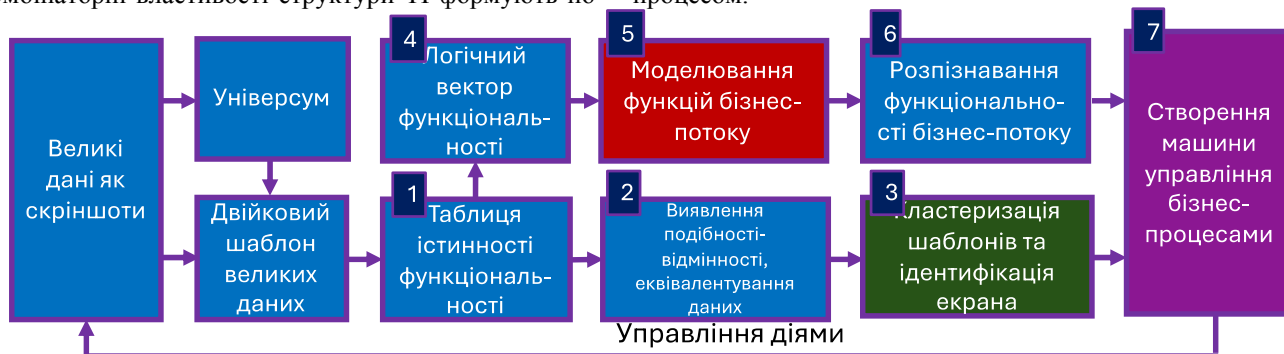 процесом.
Великі
дані як
скріншоти
Універсум
Двійковий
шаблон
великих
даних
4
Логічний
вектор
функціональ-
ності
1
Таблиця
істинності
функціональ-
ності
5
Моделювання
функцій бізнес-
потоку
2
Виявлення
подібності-
відмінності,
еквівалентування
даних
6
Розпізнавання
функціонально-
сті бізнес-потоку
3
Кластеризація
шаблонів та
ідентифікація
екрана
7
Створення
машини
управління
бізнес-
процесами
Управління діями